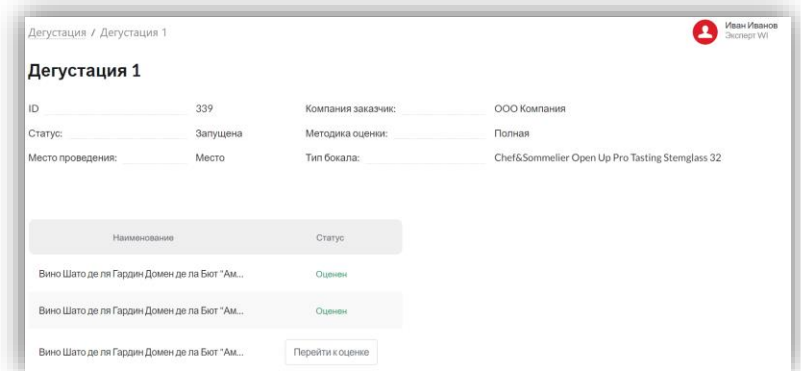 Дегустация / Дегустация 1
Иван Иванов
Эксперт WI
Дегустация 1
ID 339 Компания заказчик: ООО Компания
Статус: Запущена Методика оценки: Полная
Место проведения: Место Тип бокала: Chef&Sommelier Open Up Pro Tasting Stemglass 32
Наименование Статус
Вино Шато де ля Гардин Домен де ла Бют "Ам... Оценен
Вино Шато де ля Гардин Домен де ла Бют "Ам... Оценен
Вино Шато де ля Гардин Домен де ла Бют "Ам... Перейти к оценке